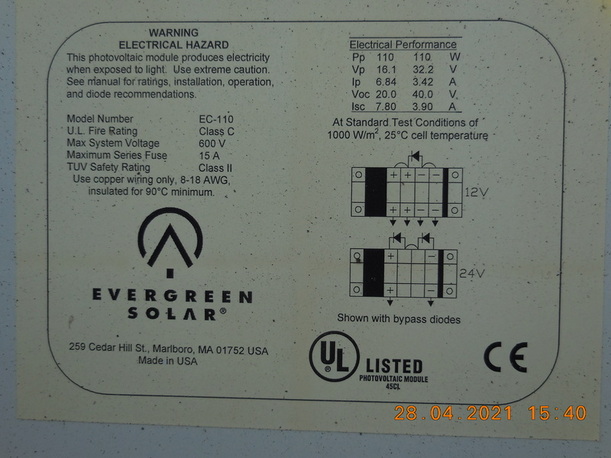 WARNING
ELECTRICAL HAZARD
This photovoltaic module produces electricity
when exposed to light. Use extreme caution.
See manual for ratings, installation, operation,
and diode recommendations.
Model Number EC-110
U.L. Fire Rating Class C
Max System Voltage 600 V
Maximum Series Fuse 15 A
TUV Safety Rating Class II
Use copper wiring only, 8-18 AWG,
insulated for 90°C minimum.
EVERGREEN
SOLAR®
259 Cedar Hill St., Marlboro, MA 01752 USA
Made in USA
Electrical Performance
Pp 110 110 W
Vp 16.1 32.2 V
Ip 6.84 3.42 A
Voc 20.0 40.0 V
Isc 7.80 3.90 A
At Standard Test Conditions of
1000 W/m², 25°C cell temperature
+ + − −
+ + − −
12V
+ −
+ −
24V
Shown with bypass diodes
UL ® LISTED
PHOTOVOLTAIC MODULE
45CL
CE
28.04.2021 15:40